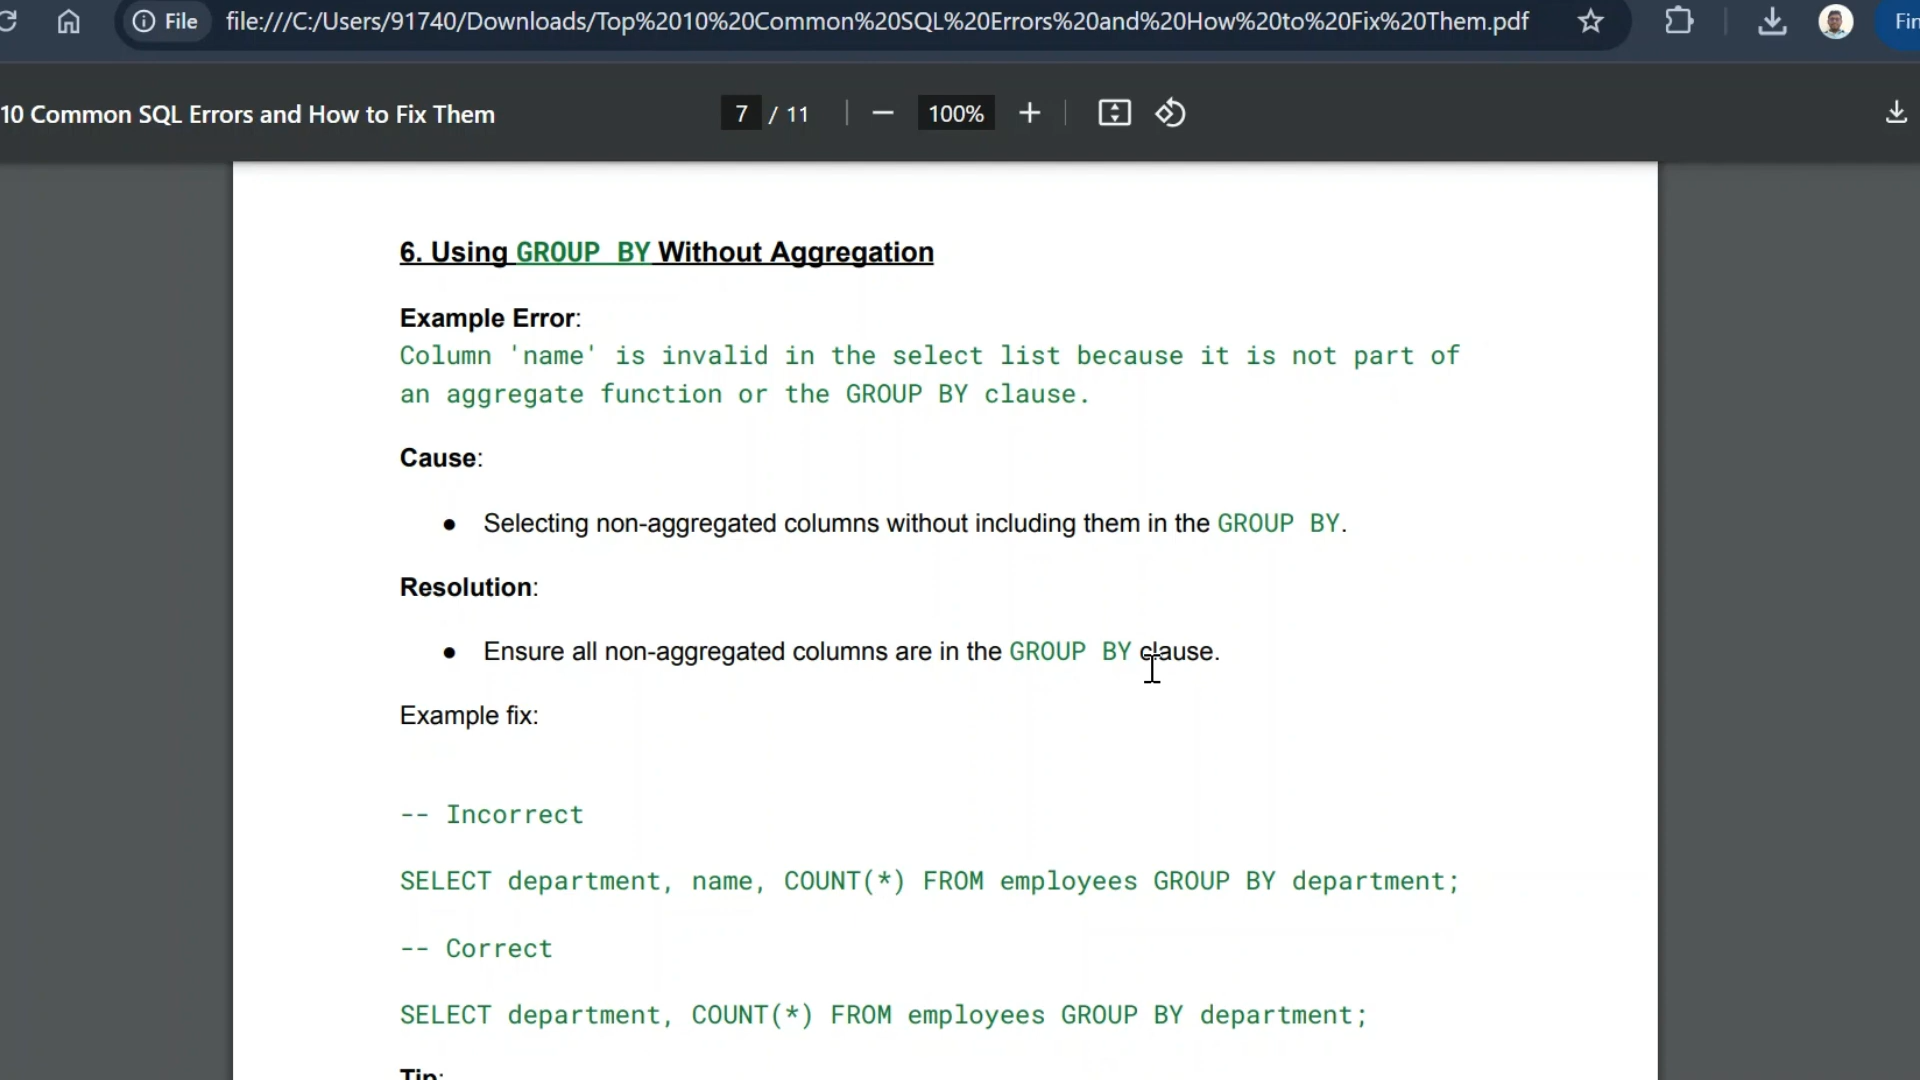 File
file:///C:/Users/91740/Downloads/Top%2010%20Common%20SQL%20Errors%20and%20How%20to%20Fix%20Them.pdf
10 Common SQL Errors and How to Fix Them
7 / 11
100%
6. Using GROUP BY Without Aggregation
Example Error:
Column 'name' is invalid in the select list because it is not part of
an aggregate function or the GROUP BY clause.
Cause:
● Selecting non-aggregated columns without including them in the GROUP BY.
Resolution:
● Ensure all non-aggregated columns are in the GROUP BY clause.
Example fix:
-- Incorrect
SELECT department, name, COUNT(*) FROM employees GROUP BY department;
-- Correct
SELECT department, COUNT(*) FROM employees GROUP BY department;
Tip: